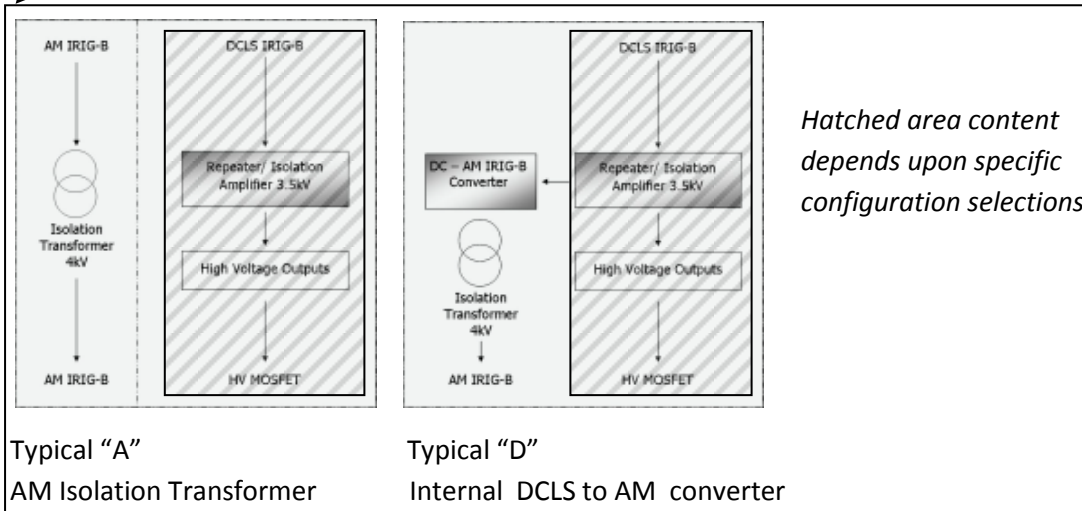 AM IRIG-B
DCLS IRIG-B
Repeater/ Isolation
Amplifier 3.5kV
Isolation
Transformer
4kV
High Voltage Outputs
AM IRIG-B
HV MOSFET
DCLS IRIG-B
DC – AM IRIG-B
Converter
Repeater/ Isolation
Amplifier 3.5kV
High Voltage Outputs
Isolation
Transformer
4kV
AM IRIG-B
HV MOSFET
Hatched area content
depends upon specific
configuration selections
Typical “A”
AM Isolation Transformer
Typical “D”
Internal DCLS to AM converter